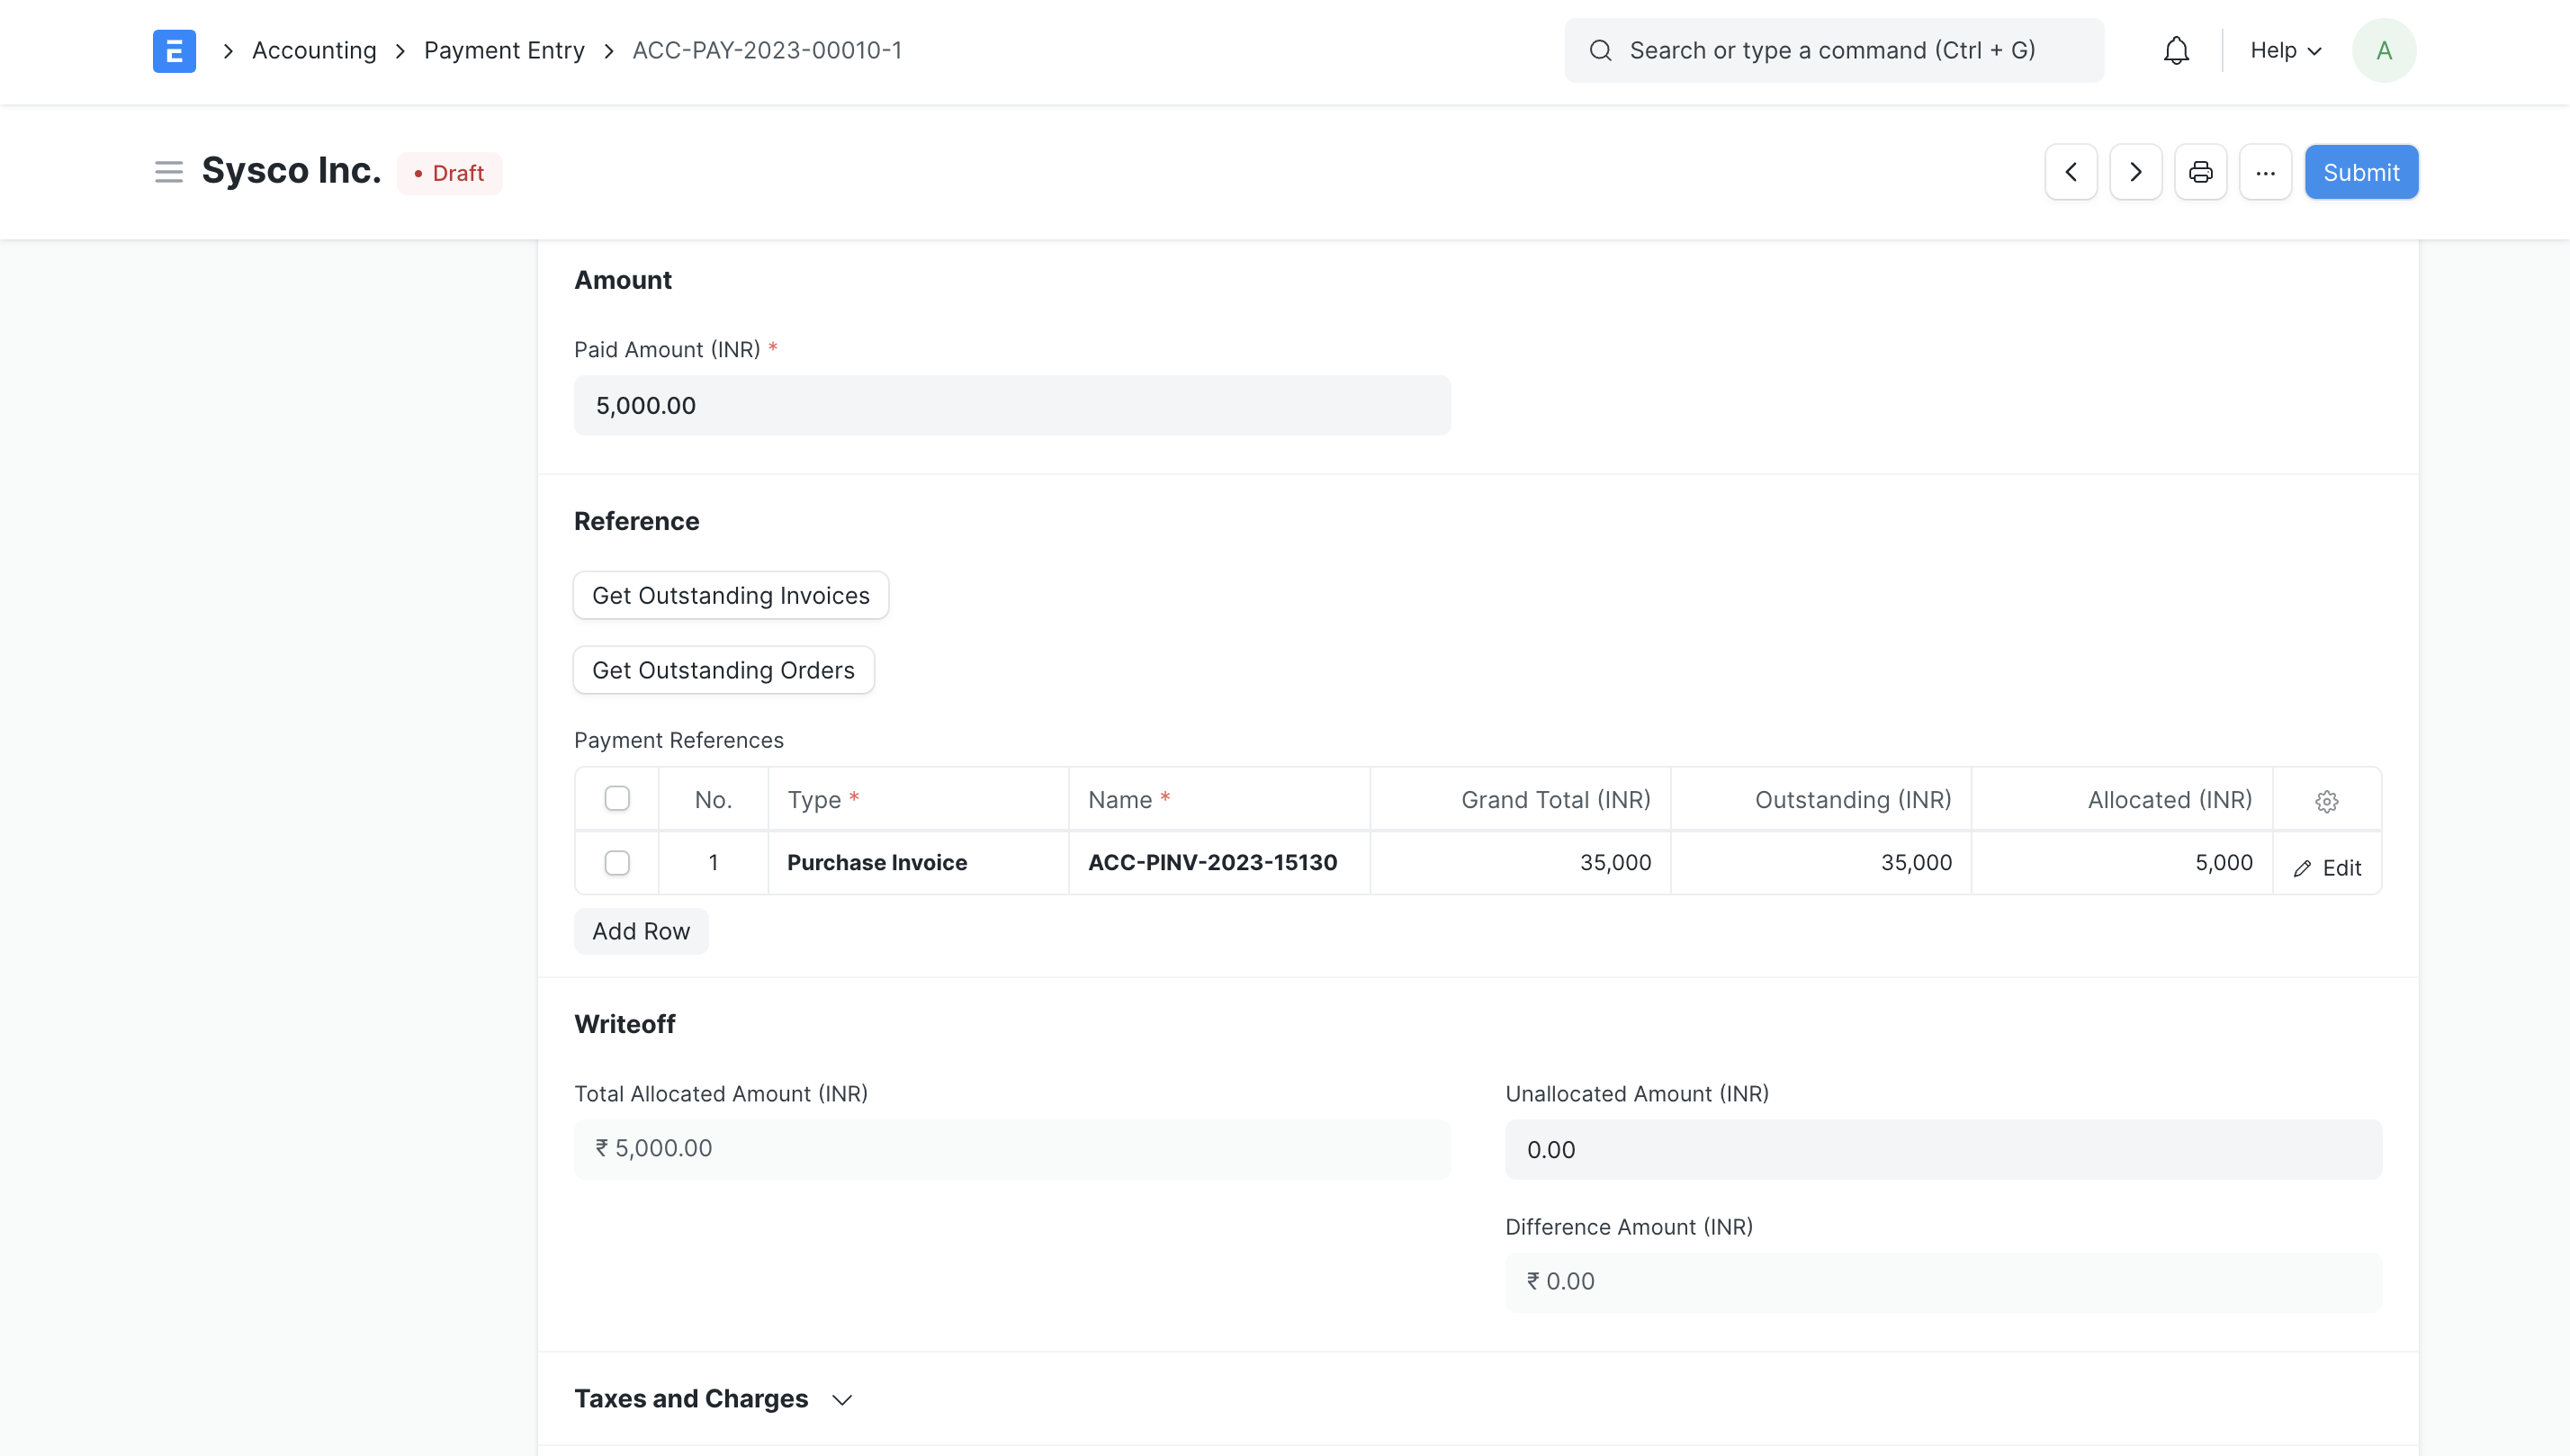 E > Accounting > Payment Entry > ACC-PAY-2023-00010-1
Search or type a command (Ctrl + G)
Help
A
Sysco Inc.
• Draft
...
Submit
Amount
Paid Amount (INR) *
5,000.00
Reference
Get Outstanding Invoices
Get Outstanding Orders
Payment References
No. Type * Name * Grand Total (INR) Outstanding (INR) Allocated (INR)
1 Purchase Invoice ACC-PINV-2023-15130 35,000 35,000 5,000 Edit
Add Row
Writeoff
Total Allocated Amount (INR)
₹ 5,000.00
Unallocated Amount (INR)
0.00
Difference Amount (INR)
₹ 0.00
Taxes and Charges